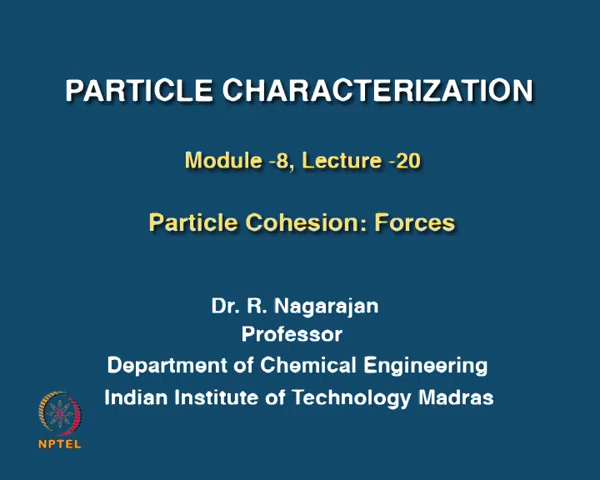 PARTICLE CHARACTERIZATION
Module -8, Lecture -20
Particle Cohesion: Forces
Dr. R. Nagarajan
Professor
Department of Chemical Engineering
Indian Institute of Technology Madras
NPTEL